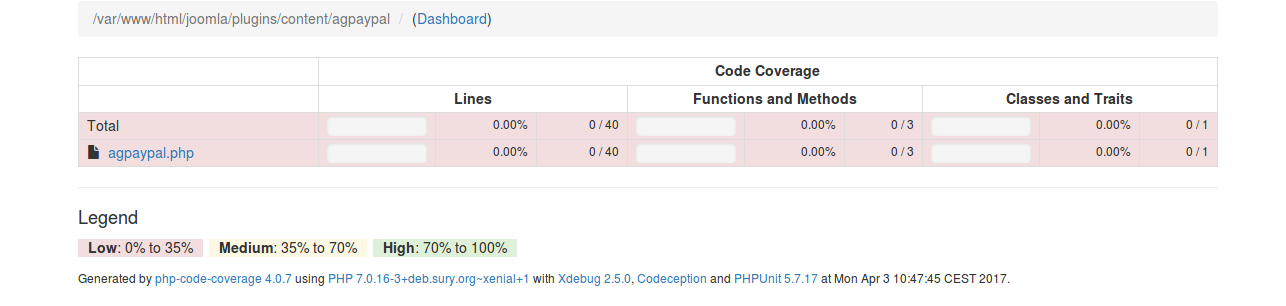 /var/www/html/joomla/plugins/content/agpaypal / (Dashboard)
Code Coverage
Lines Functions and Methods Classes and Traits
Total 0.00% 0 / 40 0.00% 0 / 3 0.00% 0 / 1
agpaypal.php 0.00% 0 / 40 0.00% 0 / 3 0.00% 0 / 1
Legend
Low: 0% to 35% Medium: 35% to 70% High: 70% to 100%
Generated by php-code-coverage 4.0.7 using PHP 7.0.16-3+deb.sury.org~xenial+1 with Xdebug 2.5.0, Codeception and PHPUnit 5.7.17 at Mon Apr 3 10:47:45 CEST 2017.